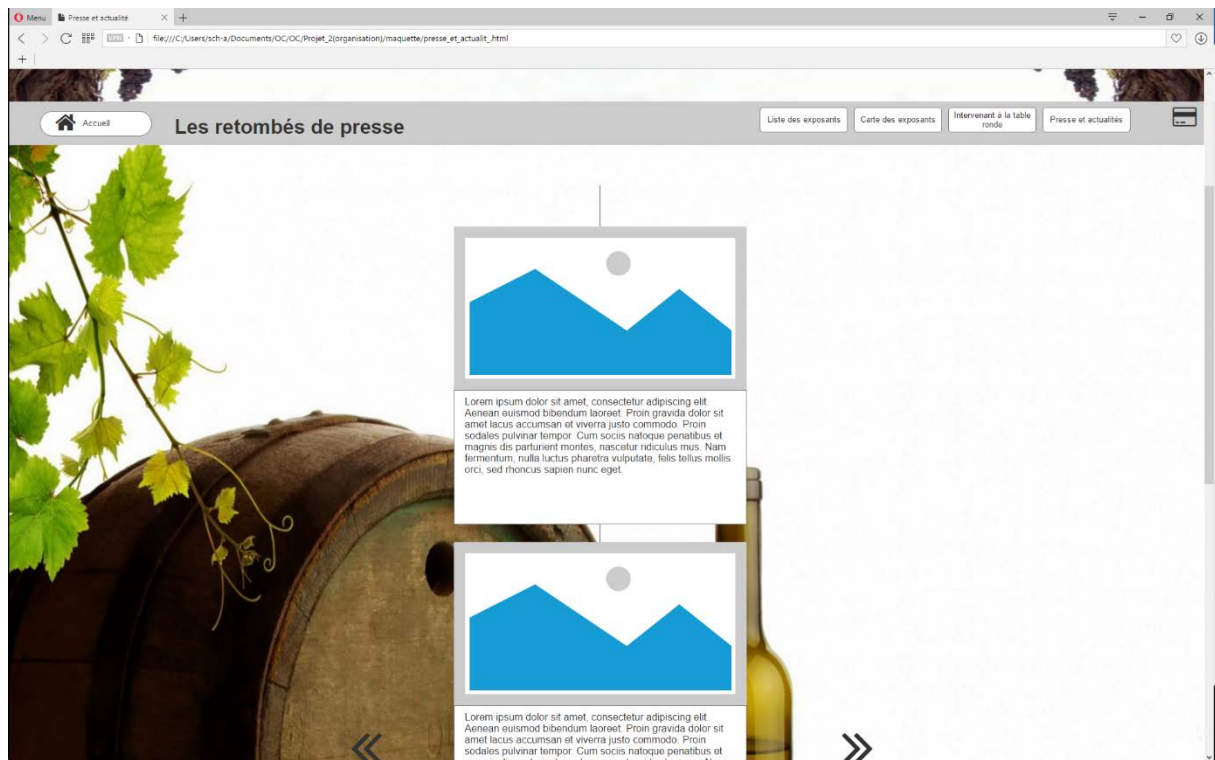 Menu
Presse et actualité
VPN
file:///C:/Users/sch-a/Documents/OC/OC/Projet_2(organisation)/maquette/presse_et_actualit_.html
Accueil
Les retombés de presse
Liste des exposants
Carte des exposants
Intervenant à la table
ronde
Presse et actualités
Lorem ipsum dolor sit amet, consectetur adipiscing elit.
Aenean euismod bibendum laoreet. Proin gravida dolor sit
amet lacus accumsan et viverra justo commodo. Proin
sodales pulvinar tempor. Cum sociis natoque penatibus et
magnis dis parturient montes, nascetur ridiculus mus. Nam
fermentum, nulla luctus pharetra vulputate, felis tellus mollis
orci, sed rhoncus sapien nunc eget.
Lorem ipsum dolor sit amet, consectetur adipiscing elit.
Aenean euismod bibendum laoreet. Proin gravida dolor sit
amet lacus accumsan et viverra justo commodo. Proin
sodales pulvinar tempor. Cum sociis natoque penatibus et